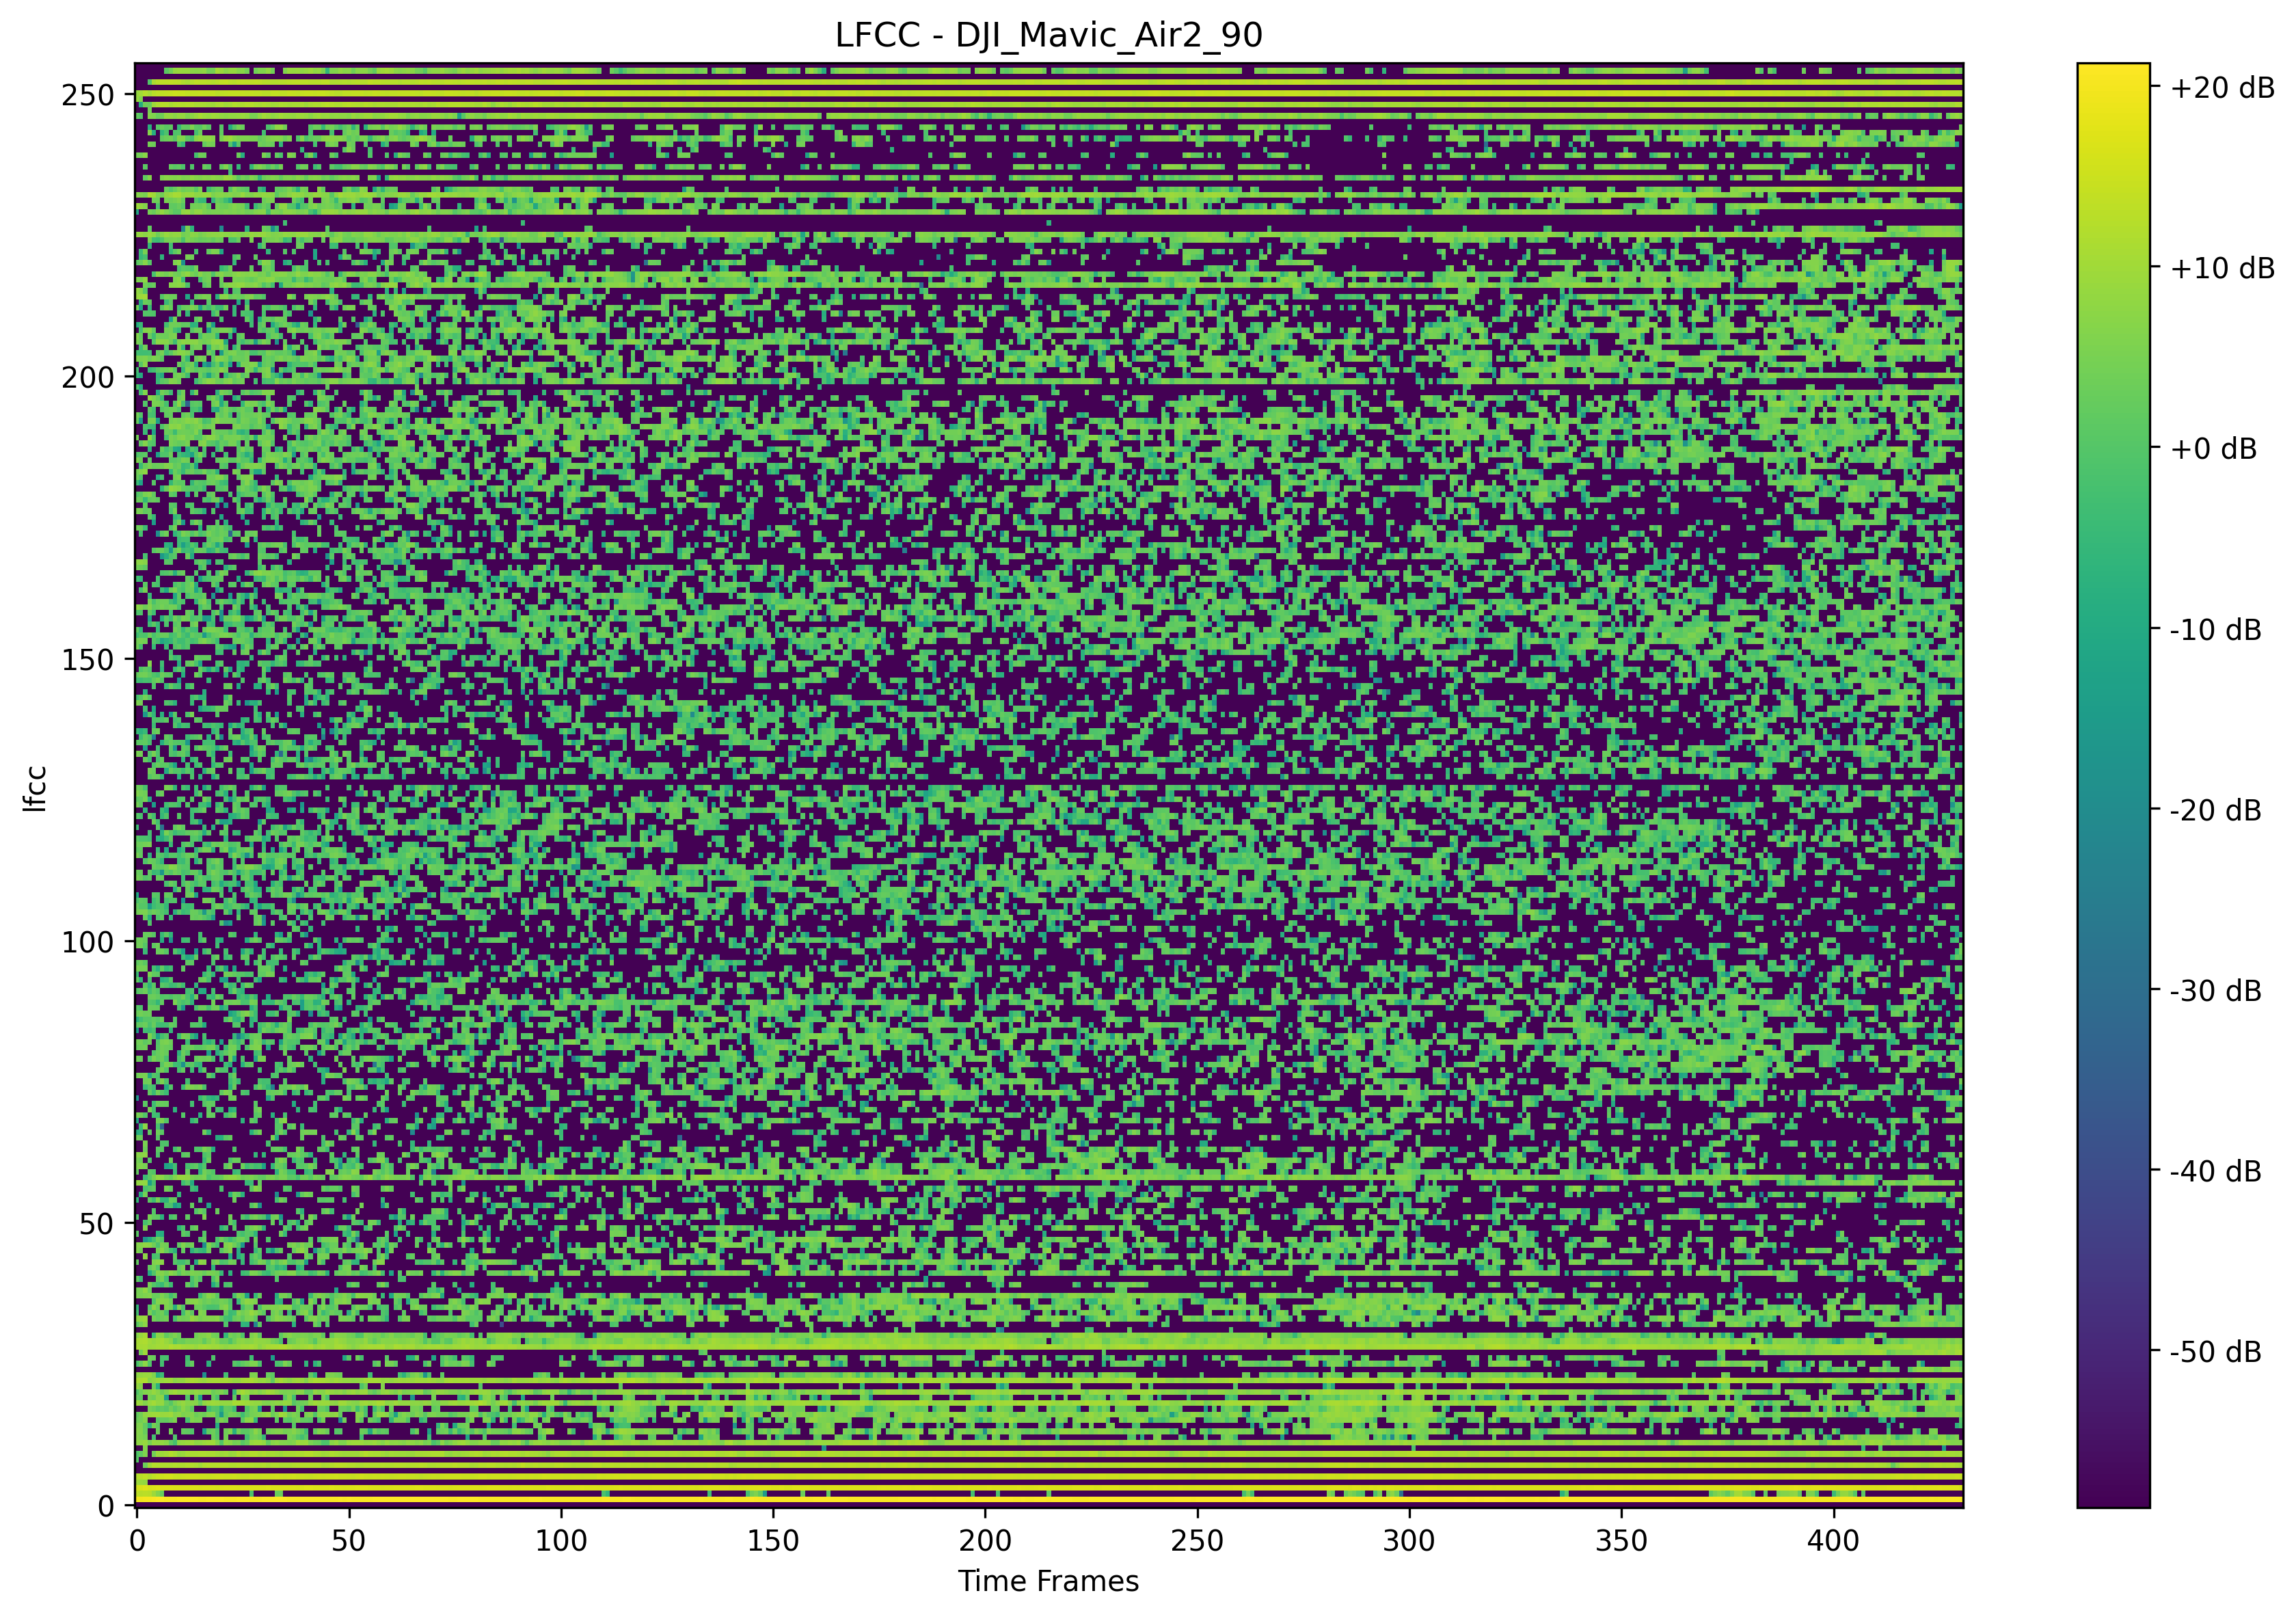 LFCC - DJI_Mavic_Air2_90
250
200
150
100
50
0
lfcc
0 50 100 150 200 250 300 350 400
Time Frames
+20 dB
+10 dB
+0 dB
-10 dB
-20 dB
-30 dB
-40 dB
-50 dB